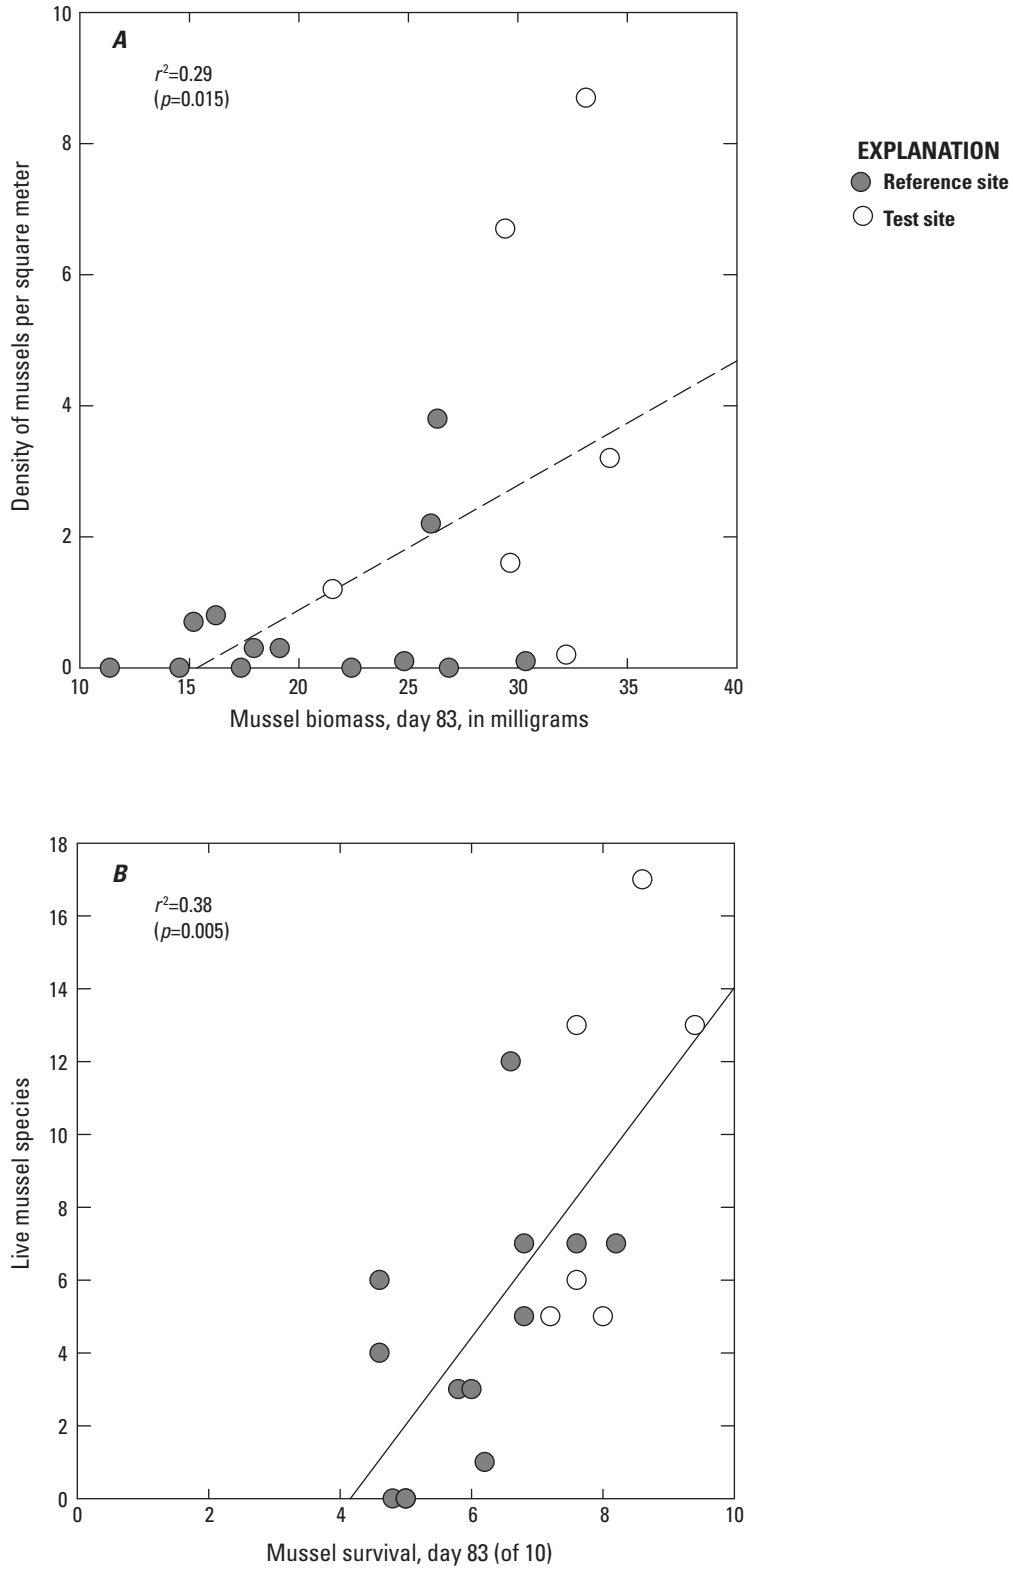 10
A
r²=0.29
(p=0.015)
8
6
4
2
0
Density of mussels per square meter
10 15 20 25 30 35 40
Mussel biomass, day 83, in milligrams
EXPLANATION
Reference site
Test site
18
B
r²=0.38
(p=0.005)
16
14
12
10
8
6
4
2
0
Live mussel species
0 2 4 6 8 10
Mussel survival, day 83 (of 10)